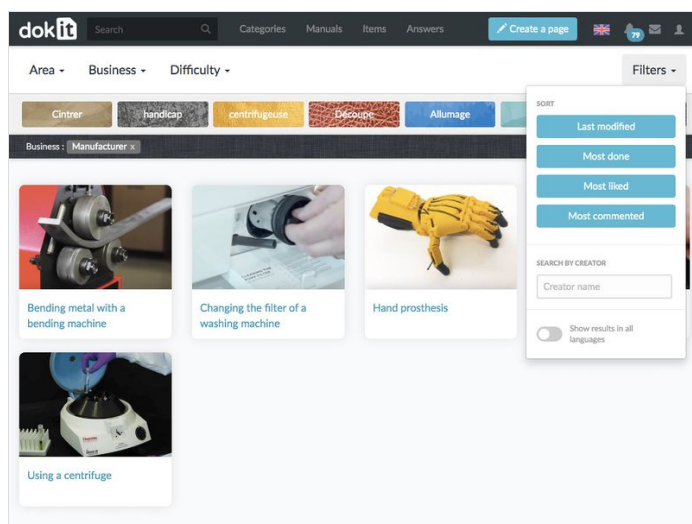 dokit
Search
Categories
Manuals
Items
Answers
Create a page
79
Area
Business
Difficulty
Filters
Cintrer
handicap
centrifugeuse
Découpe
Allumage
SORT
Last modified
Most done
Most liked
Most commented
Business : Manufacturer x
SEARCH BY CREATOR
Creator name
Show results in all
languages
Bending metal with a
bending machine
Changing the filter of a
washing machine
Hand prosthesis
Using a centrifuge